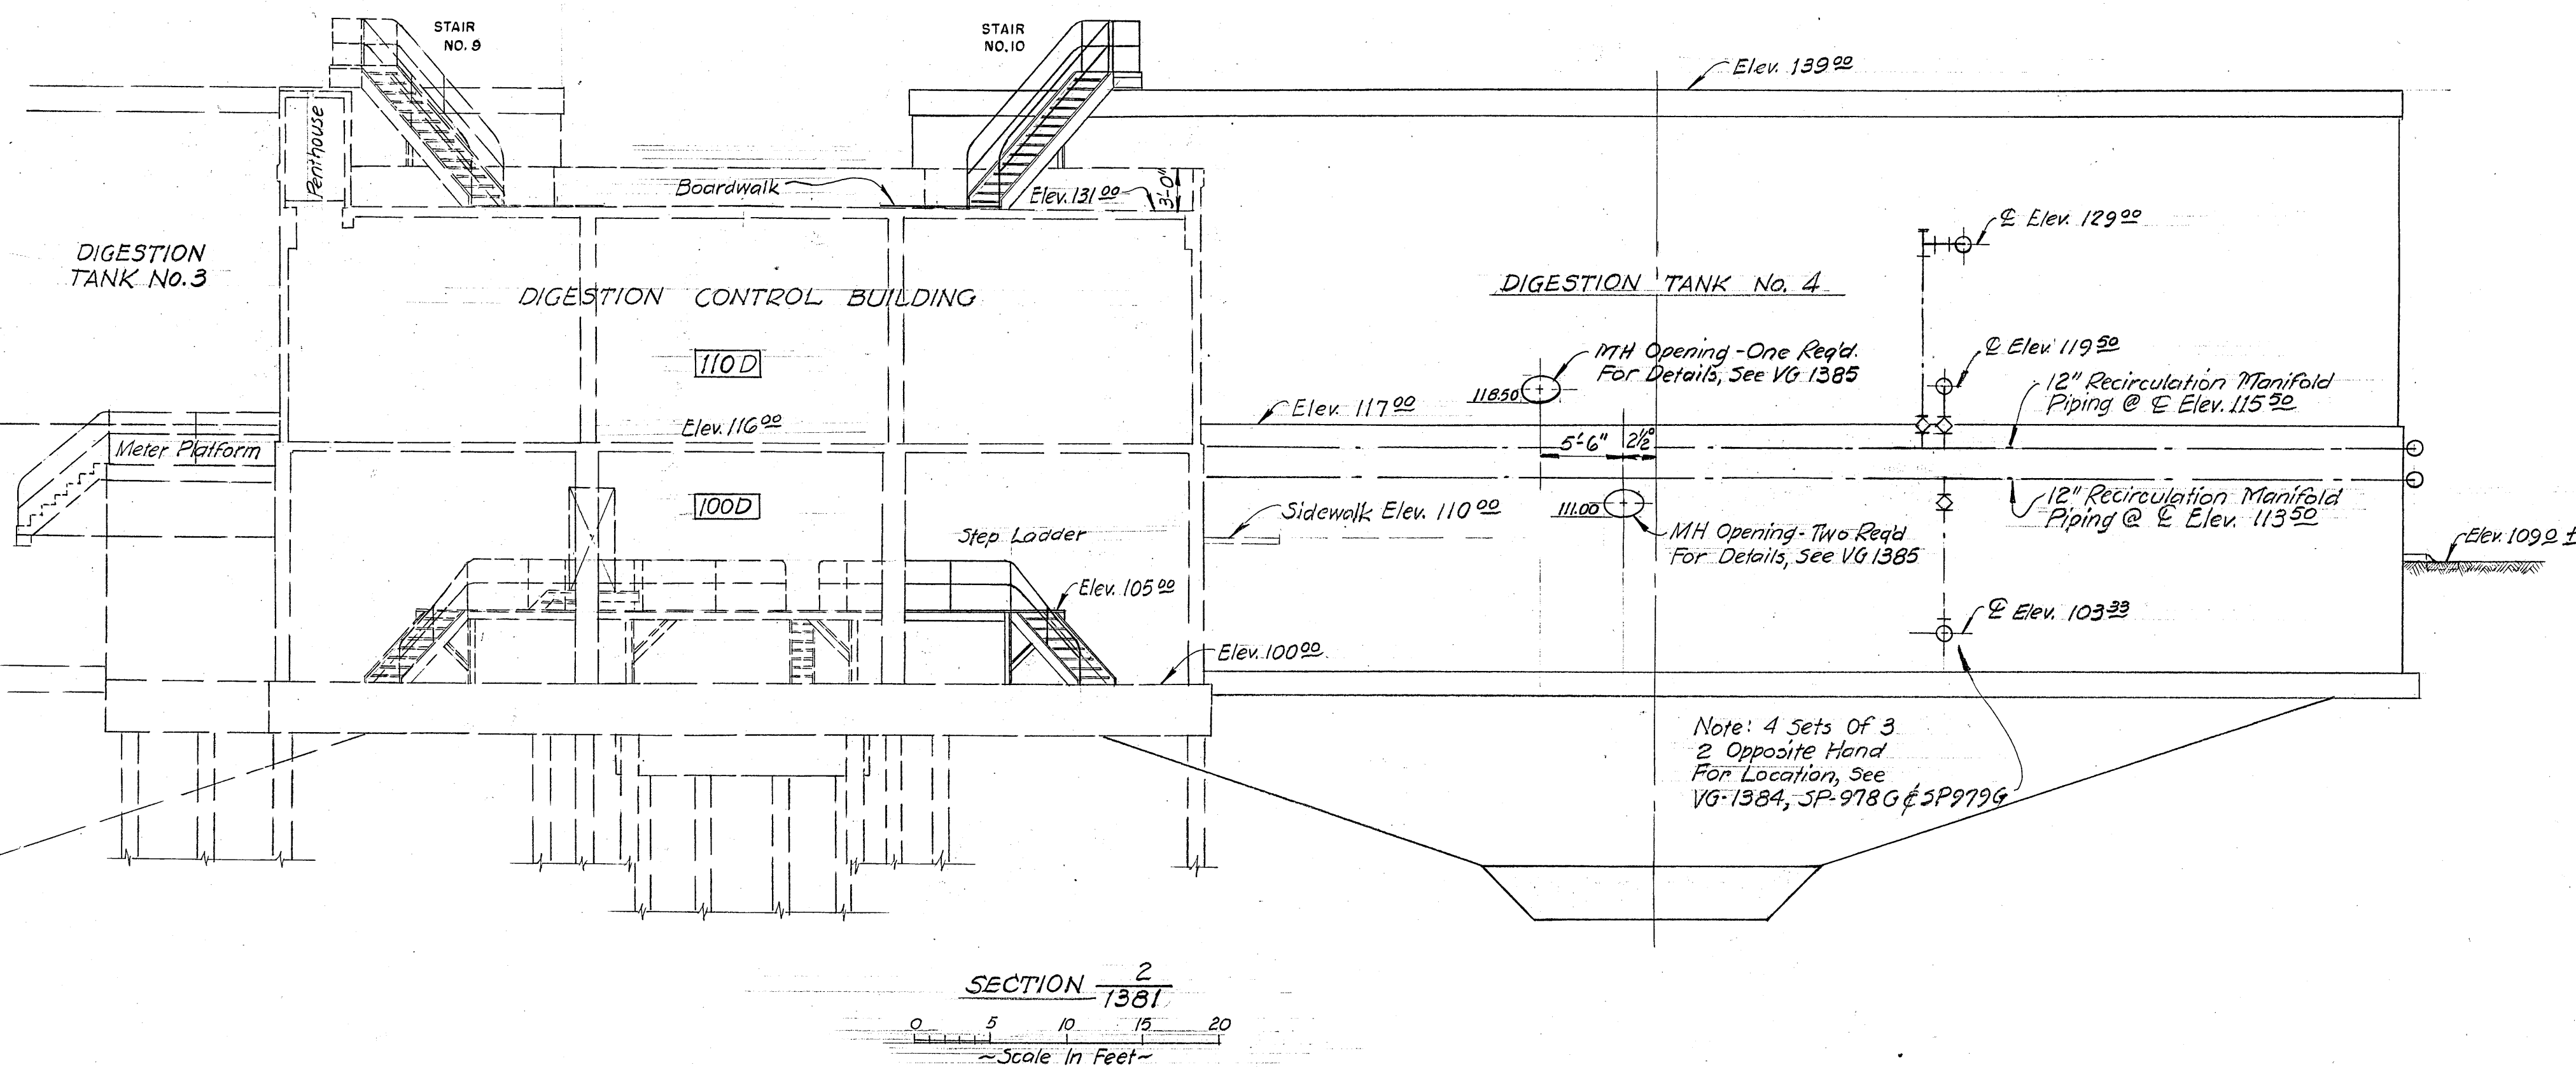 STAIR
NO. 9
STAIR
NO. 10
Elev. 139 00
Penthouse
Boardwalk
Elev. 131 00
3'-0"
℄ Elev. 129 00
DIGESTION
TANK No. 3
DIGESTION CONTROL BUILDING
DIGESTION TANK No. 4
110 D
MH Opening - One Req'd.
For Details, See VG 1385
118.50
℄ Elev. 119 50
12" Recirculation Manifold
Piping @ ℄ Elev. 115 50
Elev. 117 00
Elev. 116 00
5'-6"
2½°
Meter Platform
100D
111.00
Sidewalk Elev. 110 00
12" Recirculation Manifold
Piping @ ℄ Elev. 113 50
MH Opening - Two Req'd
For Details, See VG 1385
Step Ladder
Elev. 109 0 ±
Elev. 105 00
℄ Elev. 103 33
Elev. 100 00
Note: 4 Sets Of 3
2 Opposite Hand
For Location, See
VG-1384, SP-978G & SP979G
SECTION 2
1381
0 5 10 15 20
~Scale In Feet~